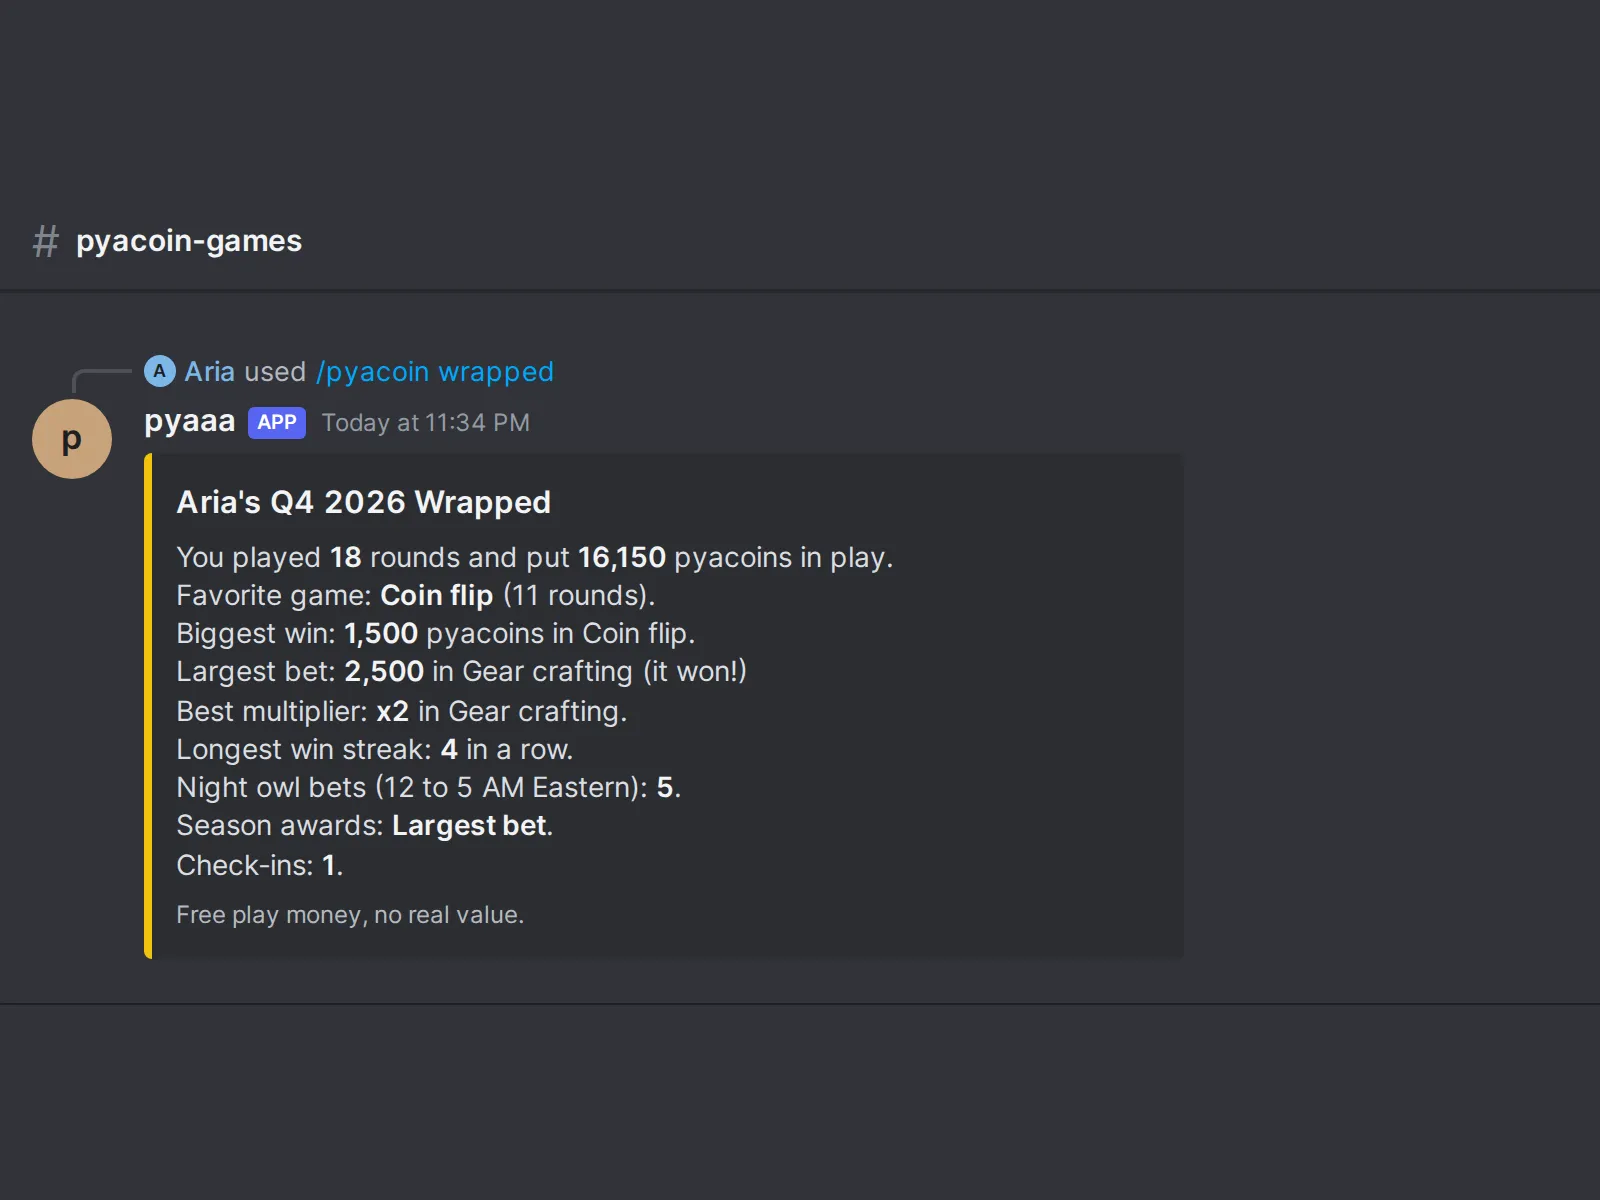 # pyacoin-games
A Aria used /pyacoin wrapped
p
pyaaa APP Today at 11:34 PM
Aria's Q4 2026 Wrapped
You played 18 rounds and put 16,150 pyacoins in play.
Favorite game: Coin flip (11 rounds).
Biggest win: 1,500 pyacoins in Coin flip.
Largest bet: 2,500 in Gear crafting (it won!)
Best multiplier: x2 in Gear crafting.
Longest win streak: 4 in a row.
Night owl bets (12 to 5 AM Eastern): 5.
Season awards: Largest bet.
Check-ins: 1.
Free play money, no real value.